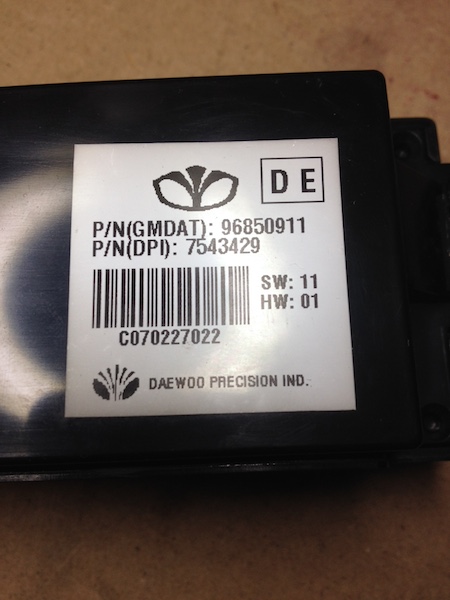 D E
P/N(GMDAT): 96850911
P/N(DPI): 7543429
SW: 11
HW: 01
C070227022
DAEWOO PRECISION IND.